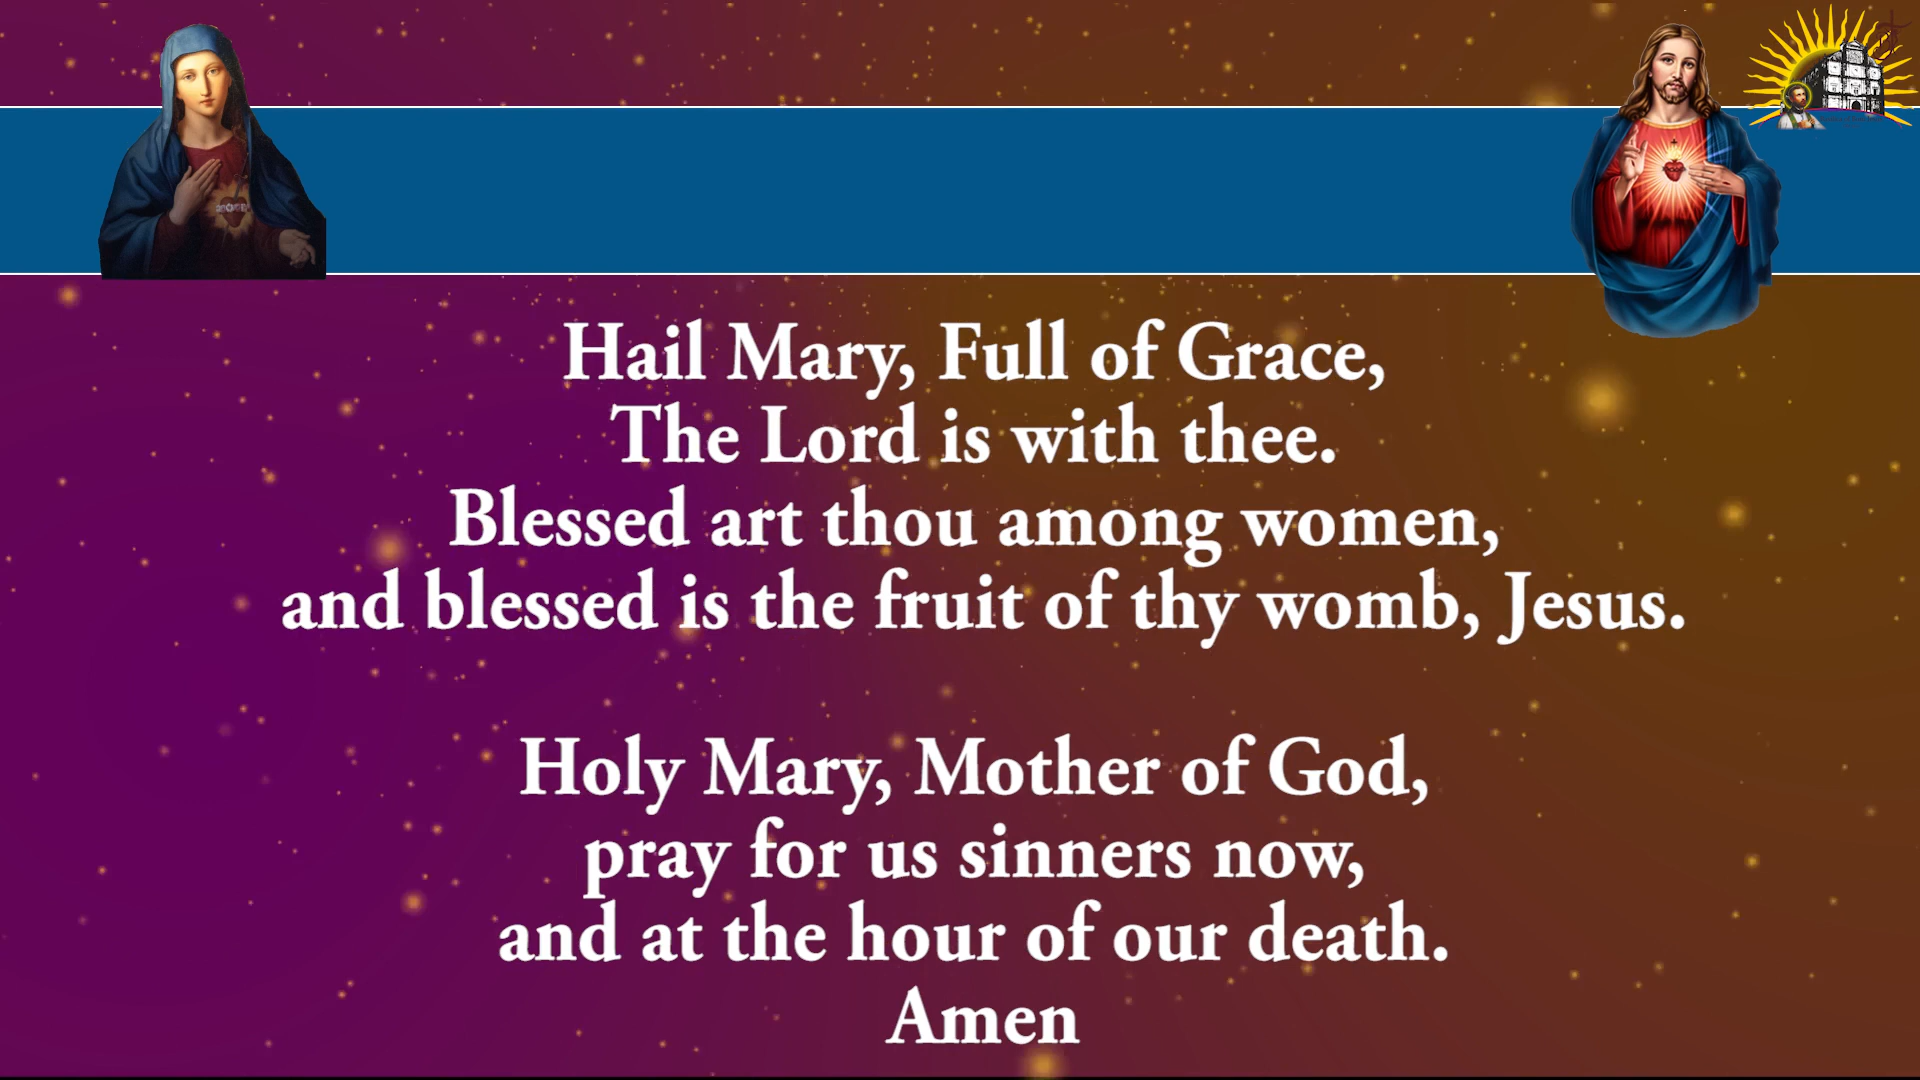 Hail Mary, Full of Grace,
The Lord is with thee.
Blessed art thou among women,
and blessed is the fruit of thy womb, Jesus.
Holy Mary, Mother of God,
pray for us sinners now,
and at the hour of our death.
Amen